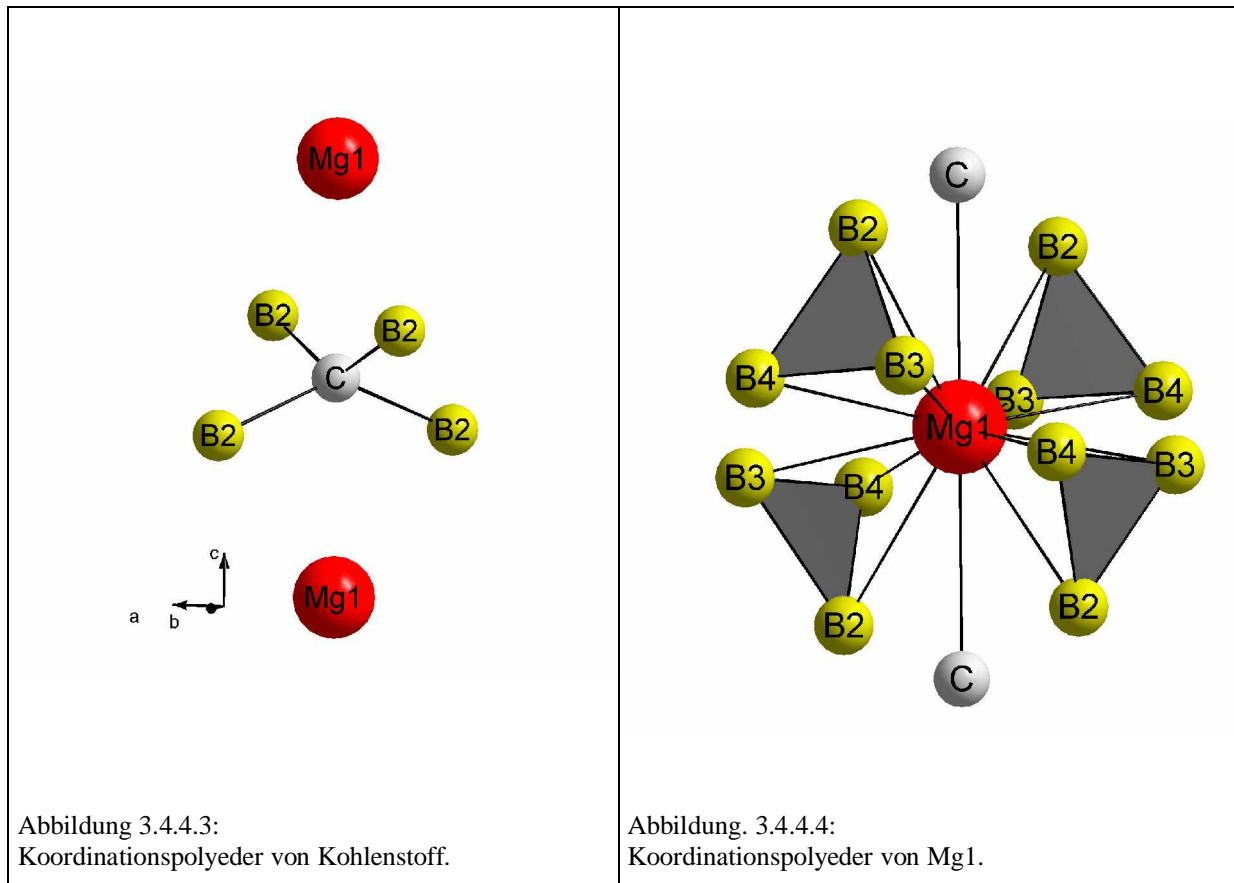 Mg1
B2 B2
C
B2 B2
c
a b
Mg1
Abbildung 3.4.4.3:
Koordinationspolyeder von Kohlenstoff.
C
B2 B2
B4 B3 B3 B4
Mg1
B3 B4 B4 B3
B2 B2
C
Abbildung. 3.4.4.4:
Koordinationspolyeder von Mg1.